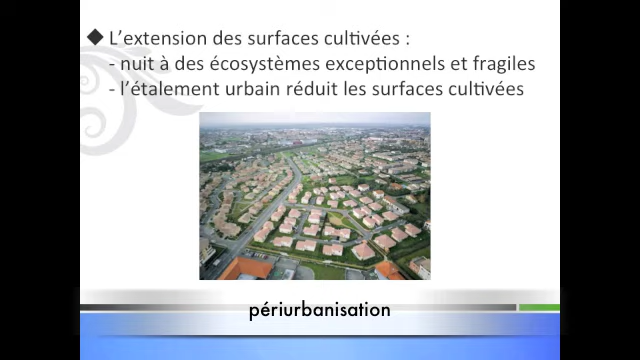 L'extension des surfaces cultivées :
- nuit à des écosystèmes exceptionnels et fragiles
- l'étalement urbain réduit les surfaces cultivées
périurbanisation